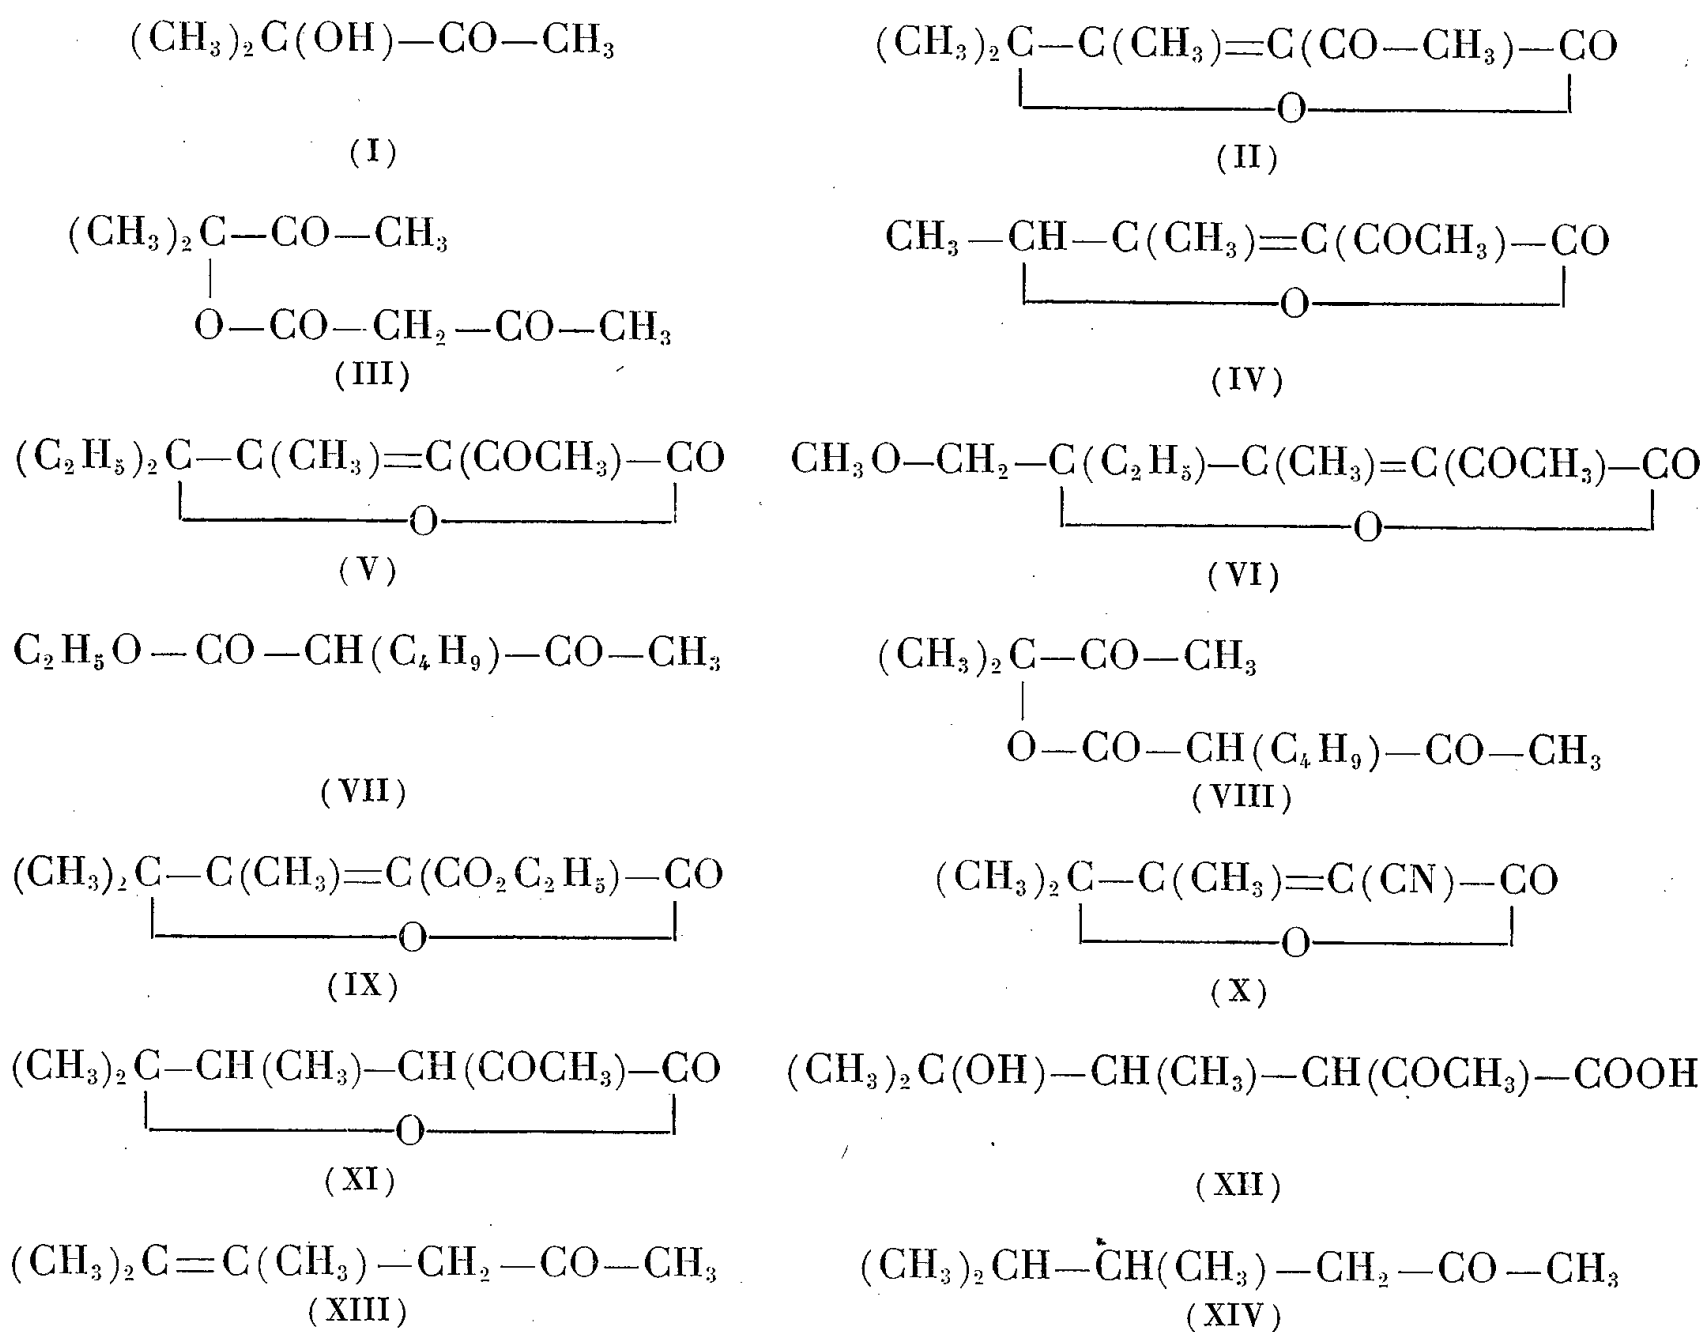 (CH₃)₂C(OH)—CO—CH₃
(I)
(CH₃)₂C—C(CH₃)=C(CO—CH₃)—CO
O
(II)
(CH₃)₂C—CO—CH₃
O—CO—CH₂—CO—CH₃
(III)
CH₃—CH—C(CH₃)=C(COCH₃)—CO
O
(IV)
(C₂H₅)₂C—C(CH₃)=C(COCH₃)—CO
O
(V)
CH₃O—CH₂—C(C₂H₅)—C(CH₃)=C(COCH₃)—CO
O
(VI)
C₂H₅O—CO—CH(C₄H₉)—CO—CH₃
(VII)
(CH₃)₂C—CO—CH₃
O—CO—CH(C₄H₉)—CO—CH₃
(VIII)
(CH₃)₂C—C(CH₃)=C(CO₂C₂H₅)—CO
O
(IX)
(CH₃)₂C—C(CH₃)=C(CN)—CO
O
(X)
(CH₃)₂C—CH(CH₃)—CH(COCH₃)—CO
O
(XI)
(CH₃)₂C(OH)—CH(CH₃)—CH(COCH₃)—COOH
(XII)
(CH₃)₂C=C(CH₃)—CH₂—CO—CH₃
(XIII)
(CH₃)₂CH—CH(CH₃)—CH₂—CO—CH₃
(XIV)